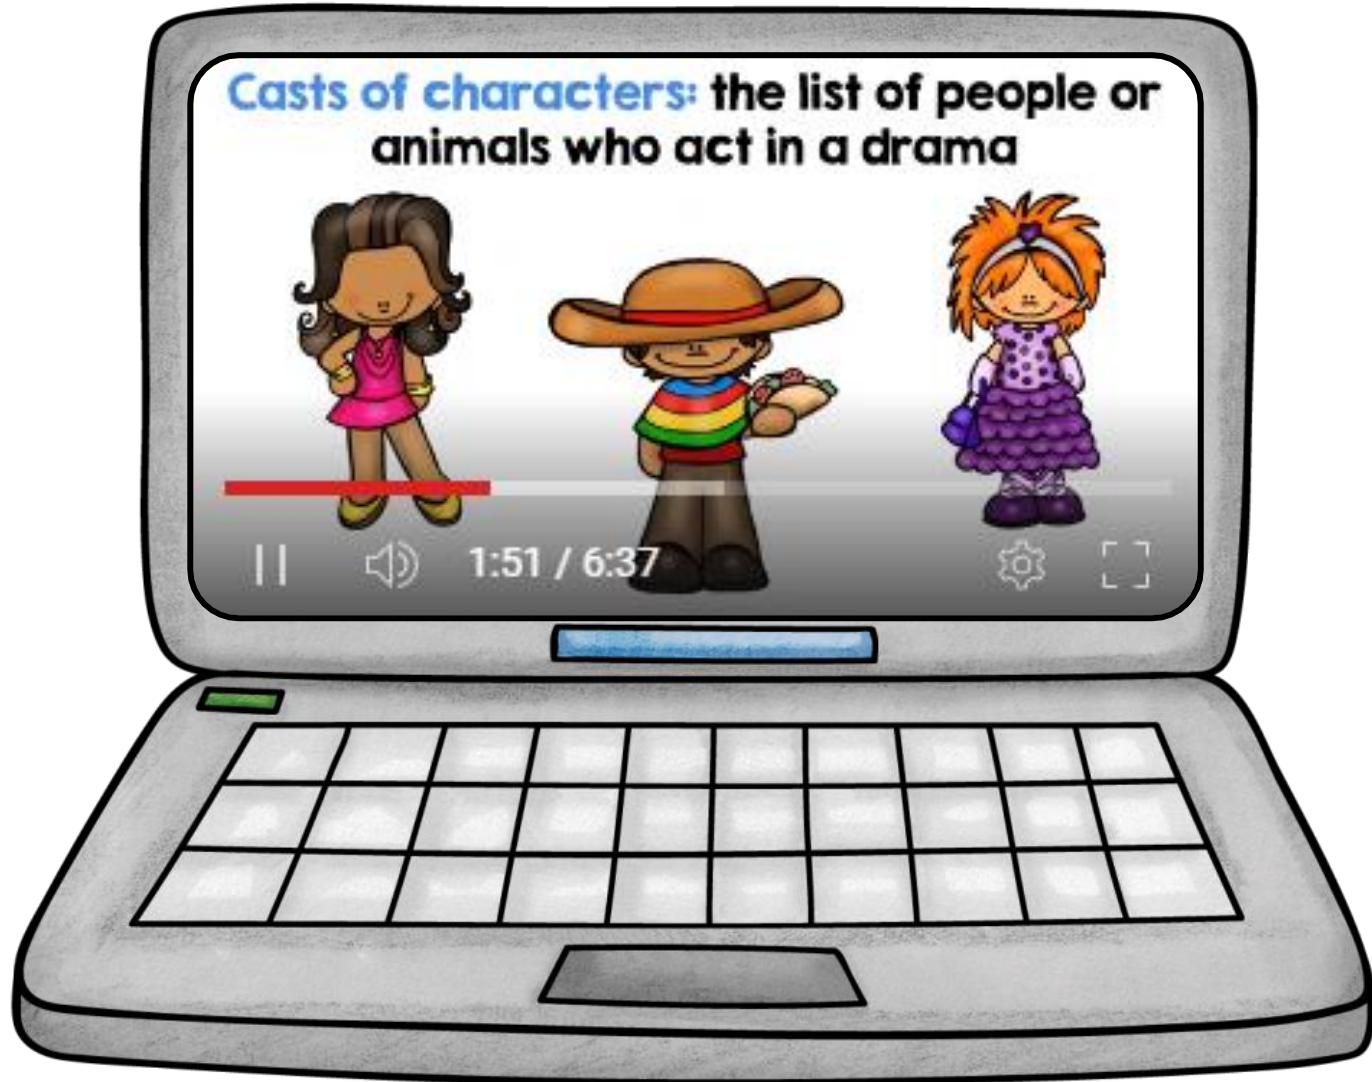 Casts of characters: the list of people or
animals who act in a drama
1:51 / 6:37